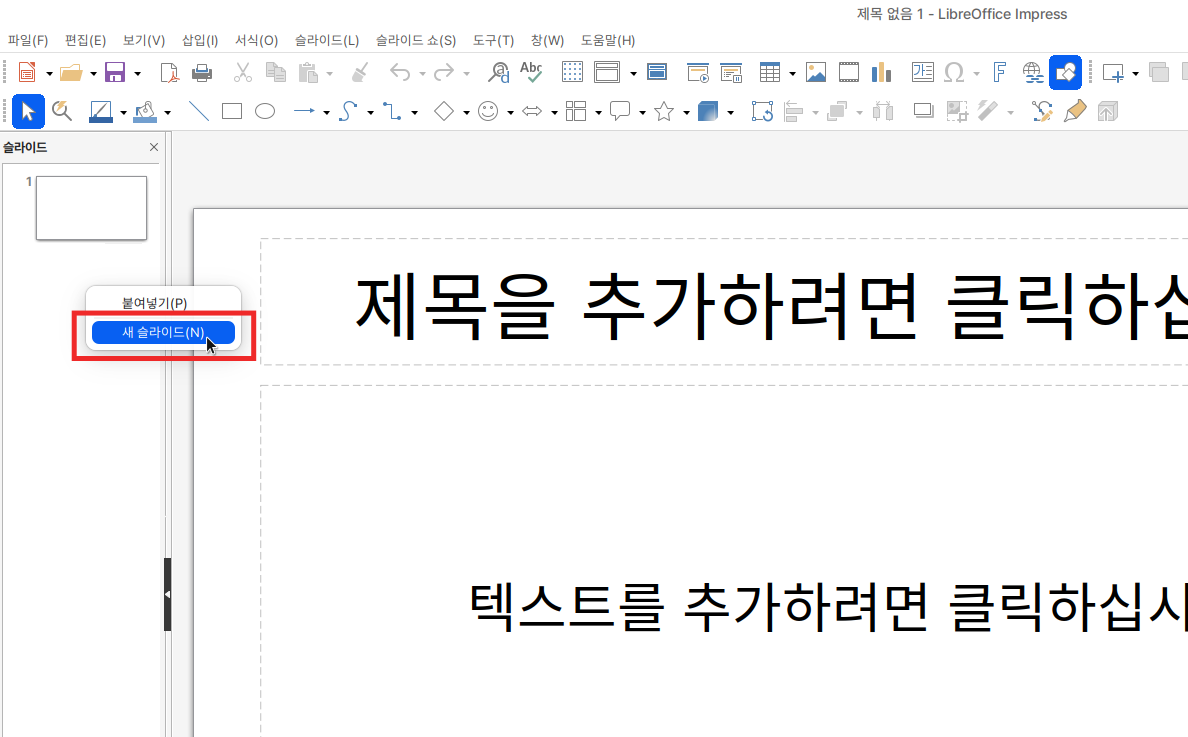 제목 없음 1 - LibreOffice Impress
파일(F) 편집(E) 보기(V) 삽입(I) 서식(O) 슬라이드(L) 슬라이드 쇼(S) 도구(T) 창(W) 도움말(H)
슬라이드
1
붙여넣기(P)
새 슬라이드(N)
제목을 추가하려면 클릭하십
텍스트를 추가하려면 클릭하십시